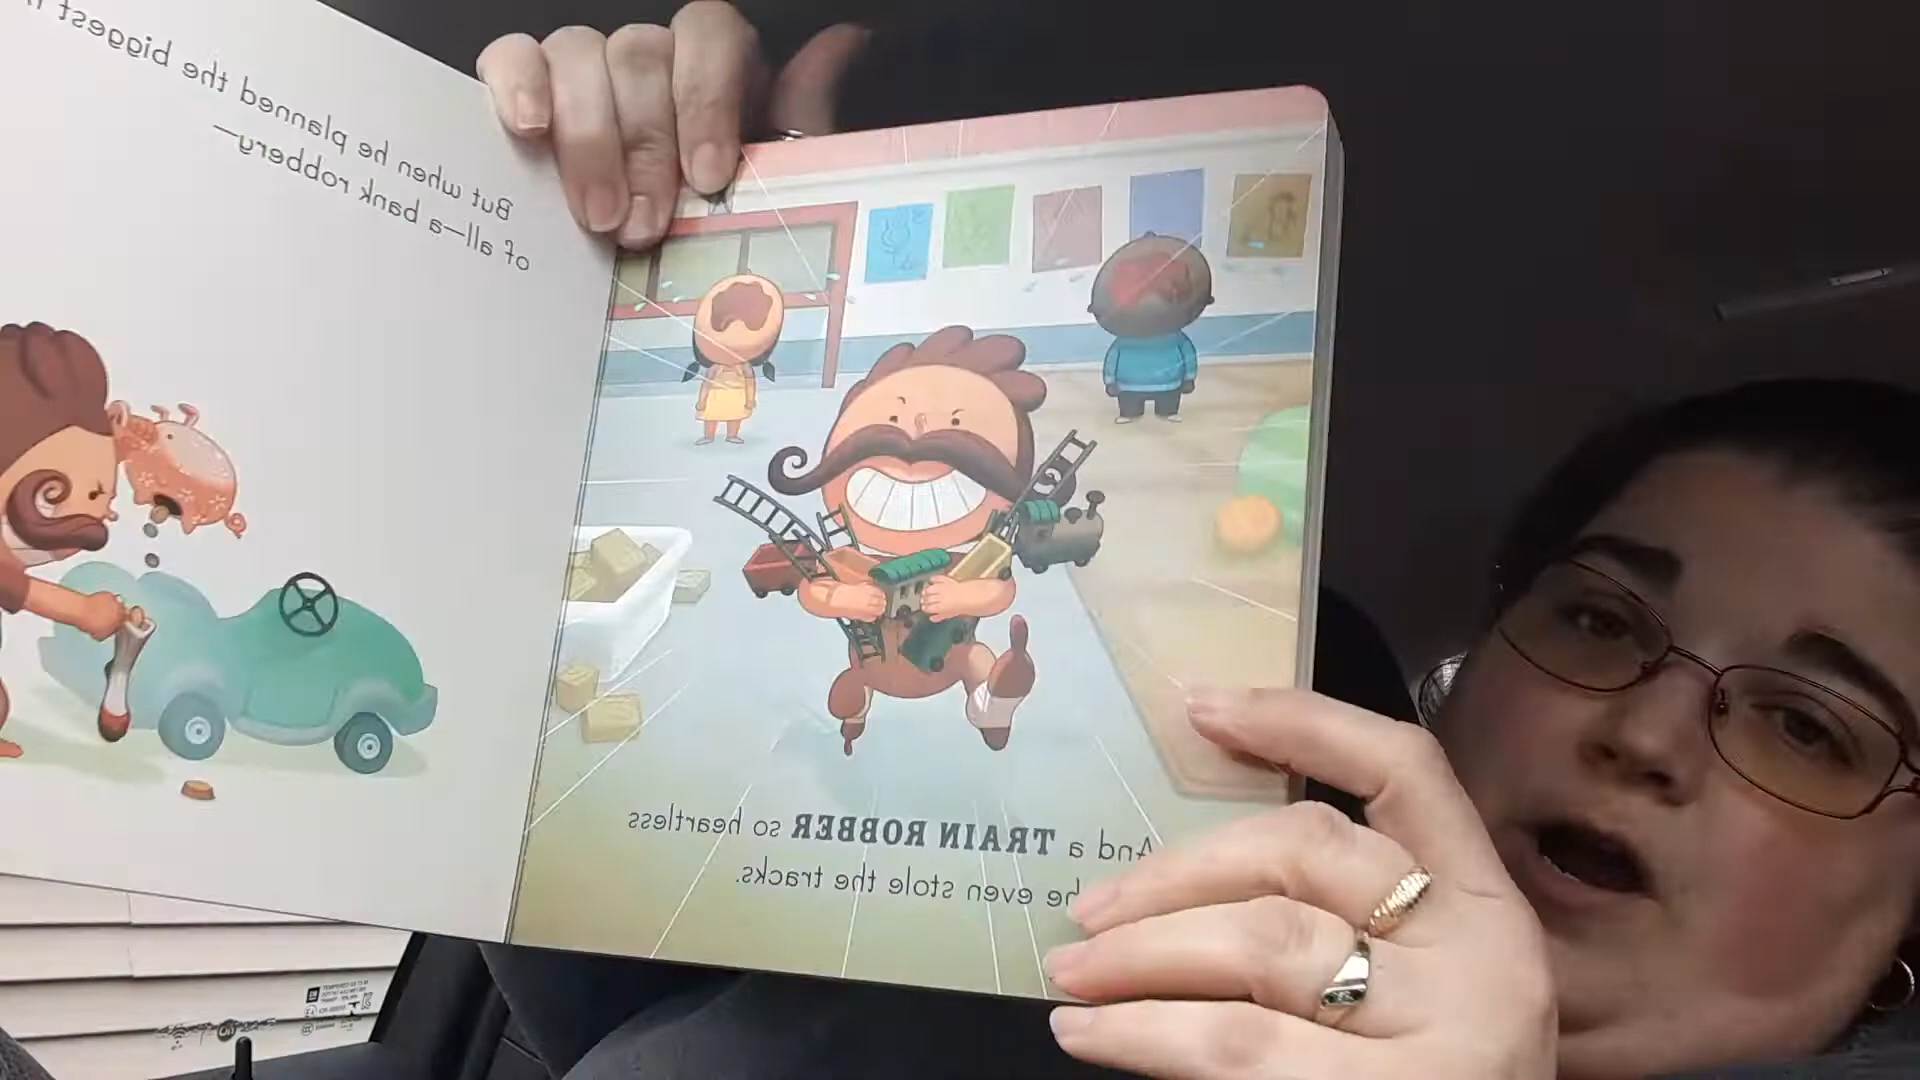 And a TRAIN ROBBER so heartless
he even stole the tracks.
But when he planned the biggest
of all—a bank robbery—